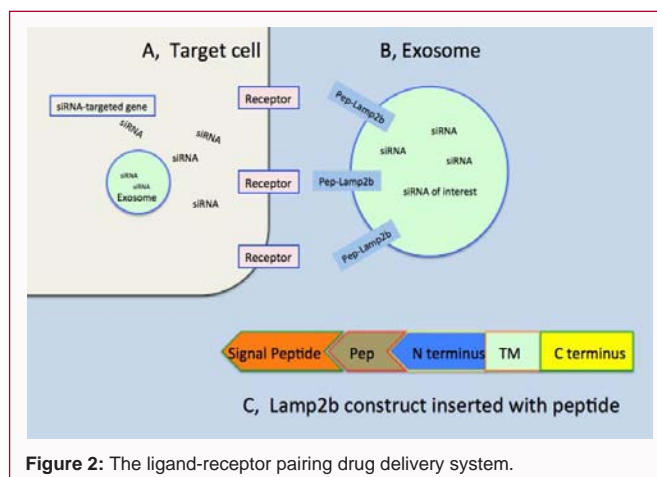 A, Target cell
B, Exosome
siRNA-targeted gene
siRNA
siRNA
siRNA
siRNA
siRNA
siRNA
Exosome
Receptor
Receptor
Receptor
Pep-Lamp2b
Pep-Lamp2b
Pep-Lamp2b
siRNA
siRNA
siRNA
siRNA of interest
Signal Peptide
Pep
N terminus
TM
C terminus
C, Lamp2b construct inserted with peptide
Figure 2: The ligand-receptor pairing drug delivery system.